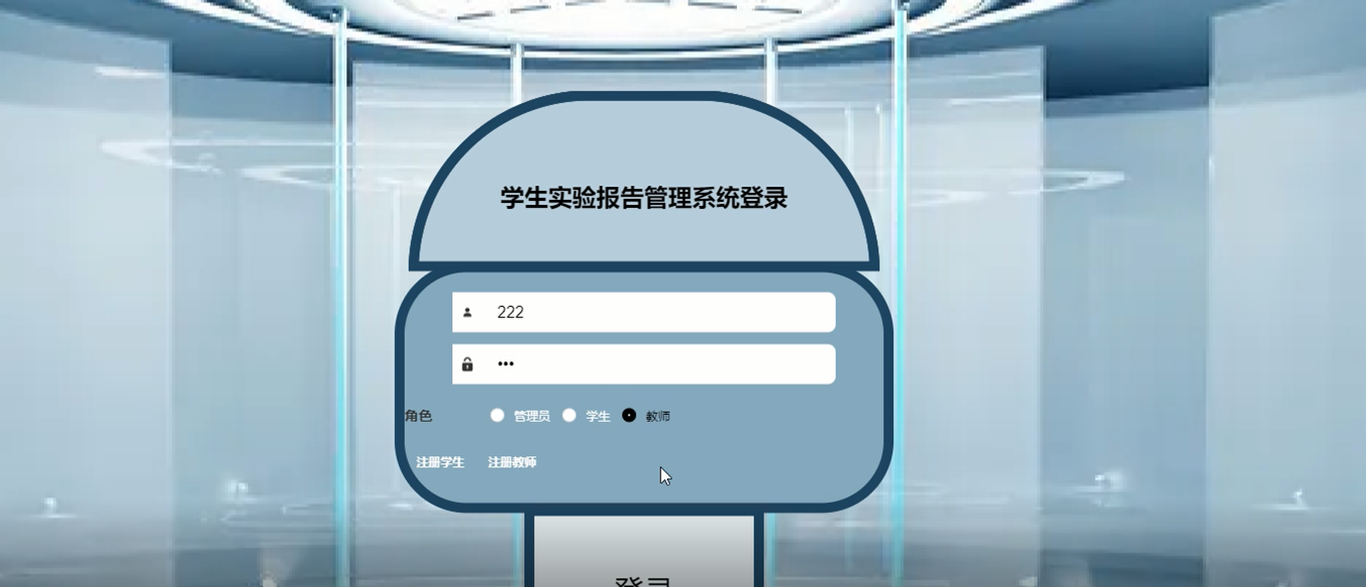 学生实验报告管理系统登录
222
•••
角色 管理员 学生 教师
注册学生 注册教师
登录